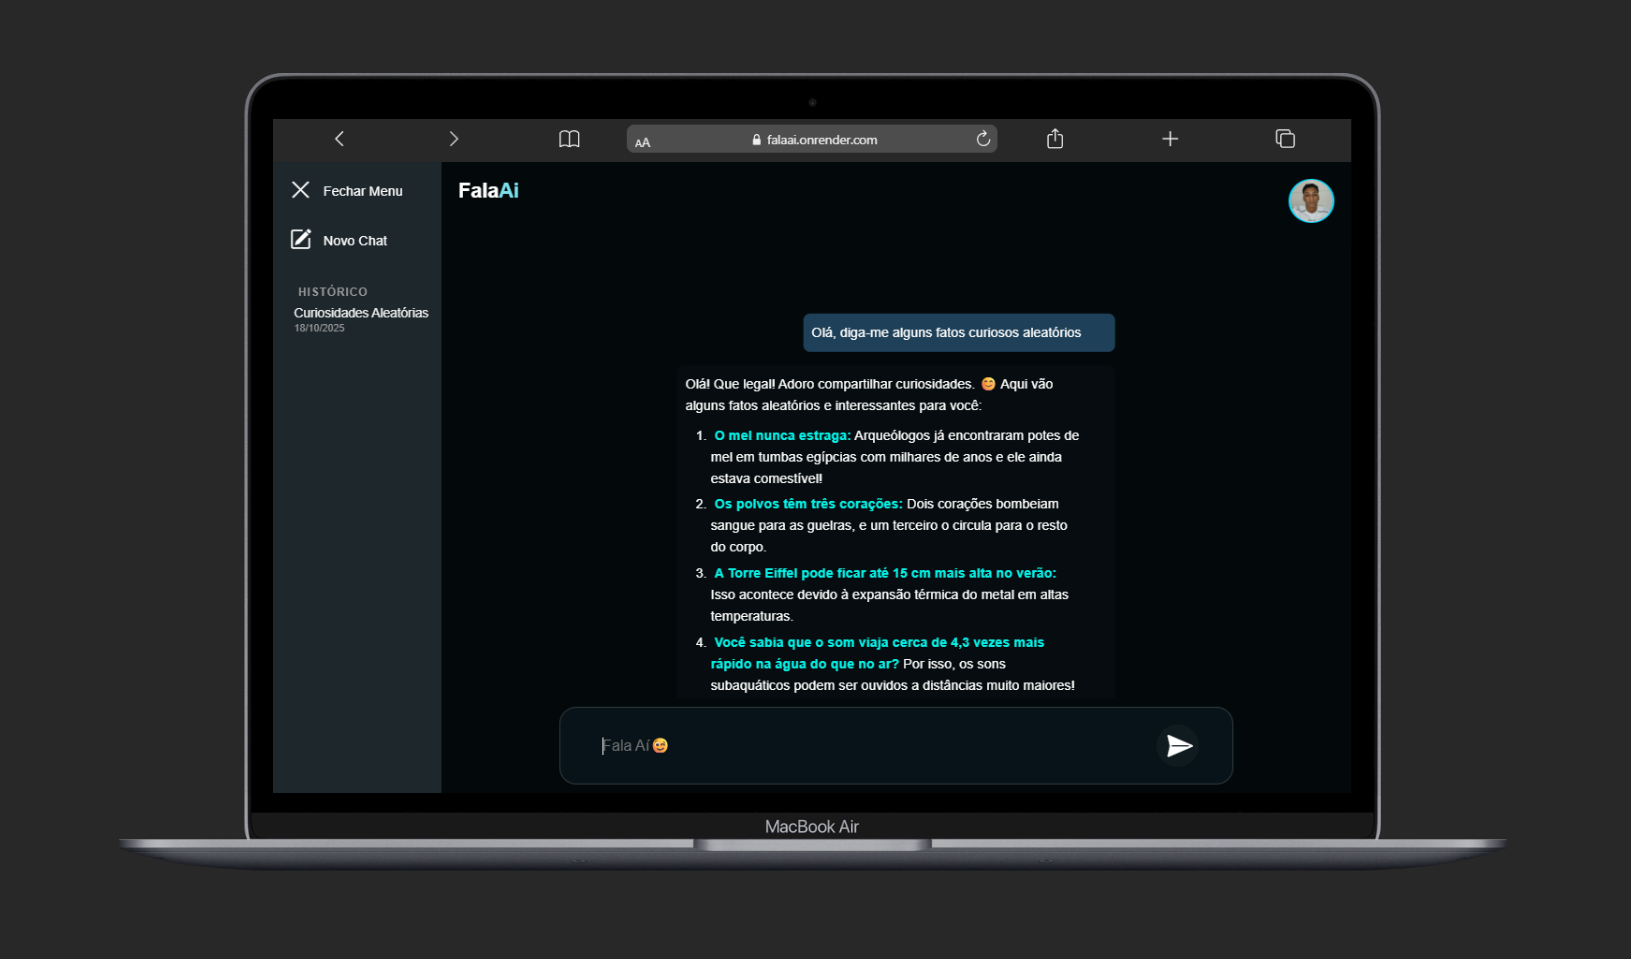 AA
falaai.onrender.com
Fechar Menu
Novo Chat
HISTÓRICO
Curiosidades Aleatórias
18/10/2025
FalaAi
Olá, diga-me alguns fatos curiosos aleatórios
Olá! Que legal! Adoro compartilhar curiosidades. 😊 Aqui vão
alguns fatos aleatórios e interessantes para você:
1. O mel nunca estraga: Arqueólogos já encontraram potes de
mel em tumbas egípcias com milhares de anos e ele ainda
estava comestível!
2. Os polvos têm três corações: Dois corações bombeiam
sangue para as guelras, e um terceiro o circula para o resto
do corpo.
3. A Torre Eiffel pode ficar até 15 cm mais alta no verão:
Isso acontece devido à expansão térmica do metal em altas
temperaturas.
4. Você sabia que o som viaja cerca de 4,3 vezes mais
rápido na água do que no ar? Por isso, os sons
subaquáticos podem ser ouvidos a distâncias muito maiores!
Fala Aí 😉
MacBook Air